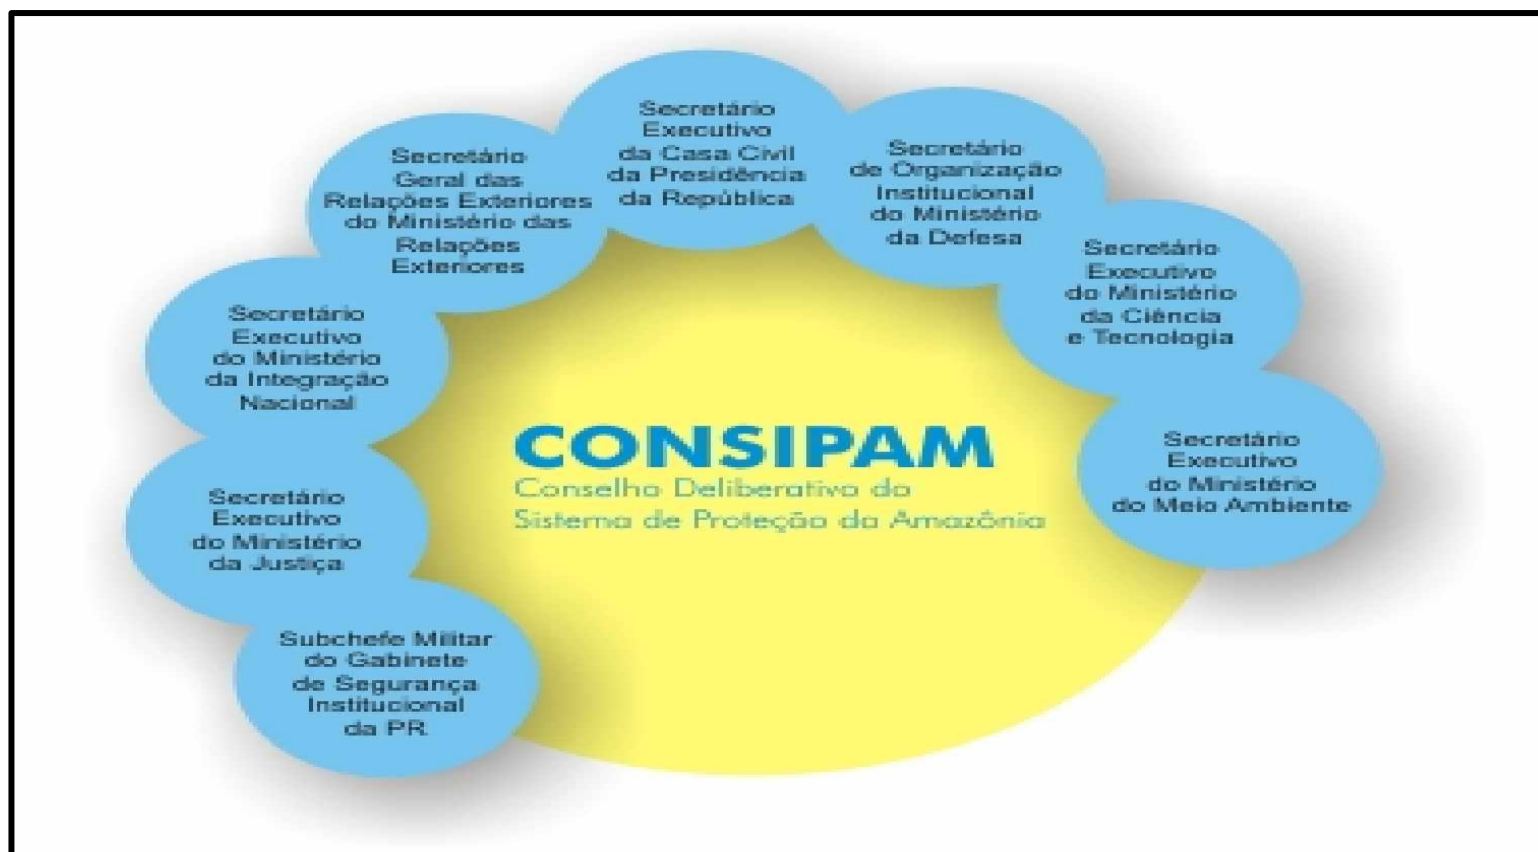 Secretário
Executivo
da Casa Civil
da Presidência
da República
Secretário
Geral das
Relações Exteriores
do Ministério das
Relações
Exteriores
Secretário
de Organização
Institucional
do Ministério
da Defesa
Secretário
Executivo
do Ministério
da Ciência
e Tecnologia
Secretário
Executivo
do Ministério
da Integração
Nacional
Secretário
Executivo
do Ministério
do Meio Ambiente
CONSIPAM
Conselho Deliberativo do
Sistema de Proteção da Amazônia
Secretário
Executivo
do Ministério
da Justiça
Subchefe Militar
do Gabinete
de Segurança
Institucional
da PR